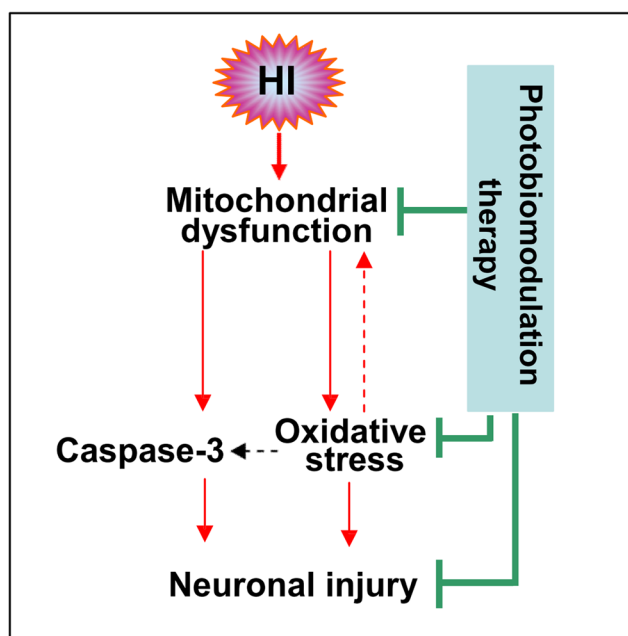 HI
Mitochondrial
dysfunction
Photobiomodulation
therapy
Caspase-3
Oxidative
stress
Neuronal injury